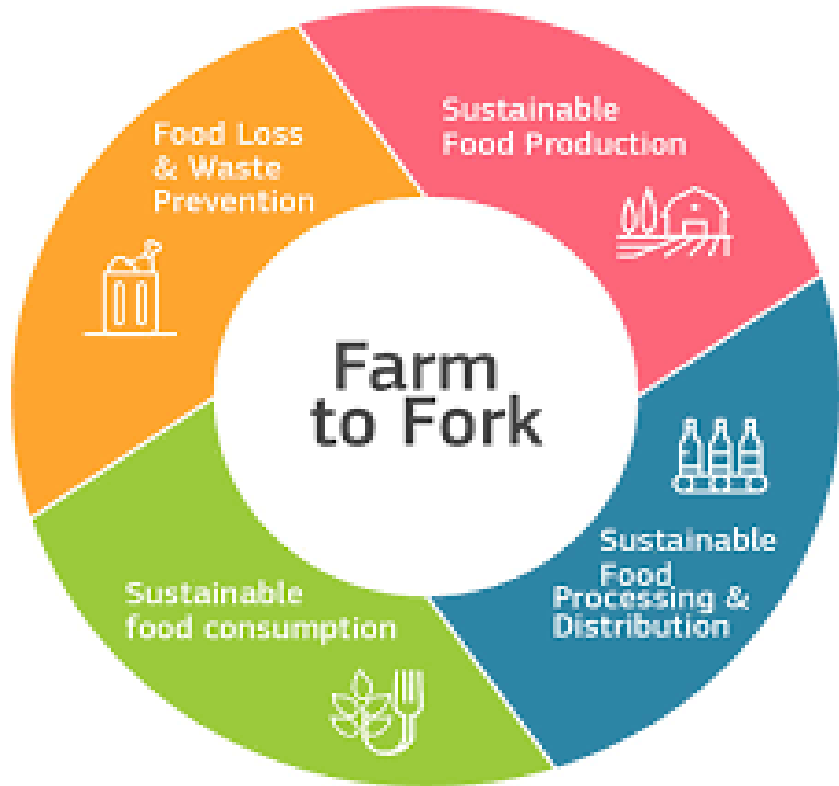 Food Loss
& Waste
Prevention
Sustainable
Food Production
Farm
to Fork
Sustainable
Food
Processing &
Distribution
Sustainable
food consumption